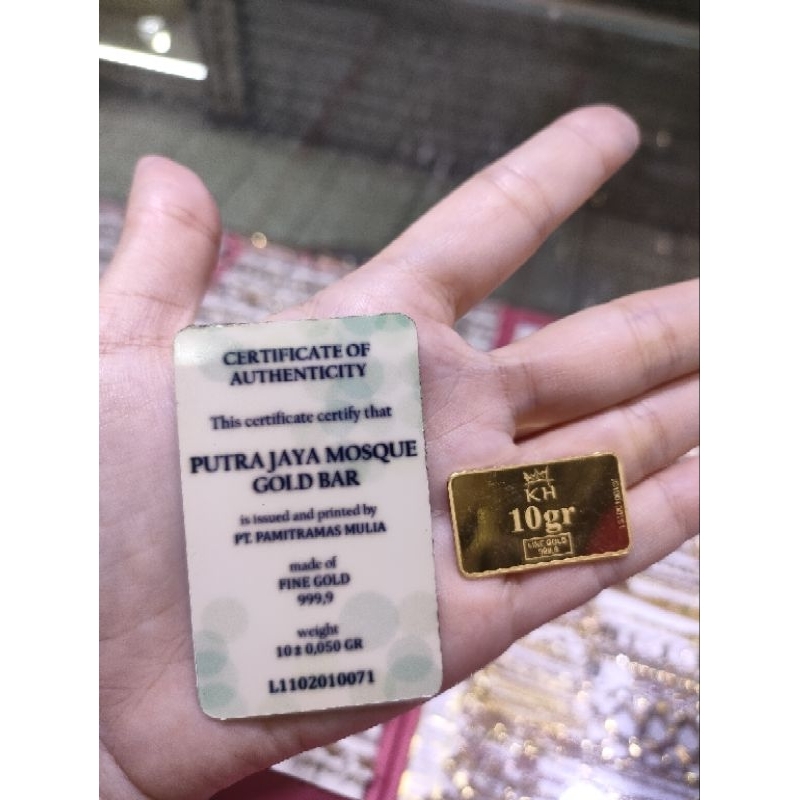 CERTIFICATE OF
AUTHENTICITY
This certificate certify that
PUTRA JAYA MOSQUE
GOLD BAR
is issued and printed by
PT. PAMITRAMAS MULIA
made of
FINE GOLD
999,9
weight
10 ± 0,050 GR
L1102010071
KH
10gr
FINE GOLD
999,9